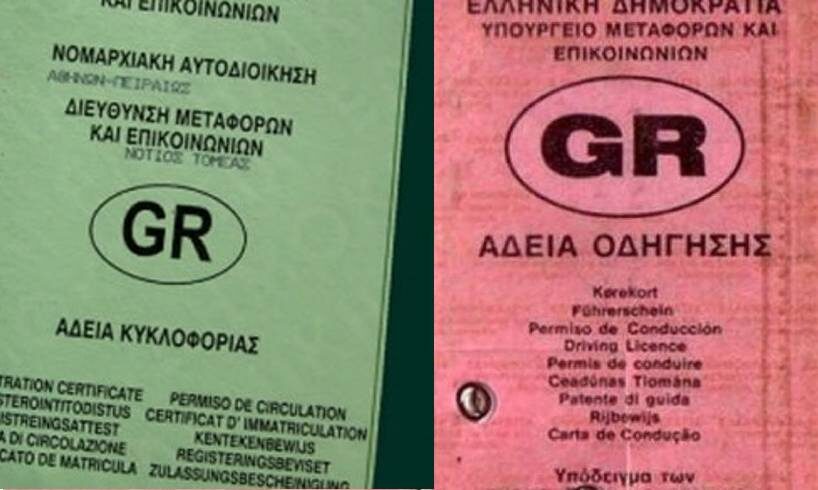 ΚΑΙ ΕΠΙΚΟΙΝΩΝΙΩΝ
ΝΟΜΑΡΧΙΑΚΗ ΑΥΤΟΔΙΟΙΚΗΣΗ
ΑΘΗΝΩΝ-ΠΕΙΡΑΙΩΣ
ΔΙΕΥΘΥΝΣΗ ΜΕΤΑΦΟΡΩΝ
ΚΑΙ ΕΠΙΚΟΙΝΩΝΙΩΝ
ΝΟΤΙΟΣ ΤΟΜΕΑΣ
GR
ΑΔΕΙΑ ΚΥΚΛΟΦΟΡΙΑΣ
TRATION CERTIFICATE
STEROINTITODISTUS
ISTREINGSATTEST
A DI CIRCOLAZIONE
CATO DE MATRICULA
PERMISO DE CIRCULATION
CERTIFICAT D' IMMATRICULATION
KENTEKENBEWIJS
REGISTERINGSBEVISET
ZULASSUNGSBESCHEINIGUNG
ΕΛΛΗΝΙΚΗ ΔΗΜΟΚΡΑΤΙΑ
ΥΠΟΥΡΓΕΙΟ ΜΕΤΑΦΟΡΩΝ ΚΑΙ
ΕΠΙΚΟΙΝΩΝΙΩΝ
GR
ΑΔΕΙΑ ΟΔΗΓΗΣΗΣ
Kørekort
Führerschein
Permiso de Conducción
Driving Licence
Permis de conduire
Ceadúnas Tiomána
Patente di guida
Rijbewijs
Carta de Condução
Υπόδειγμα των